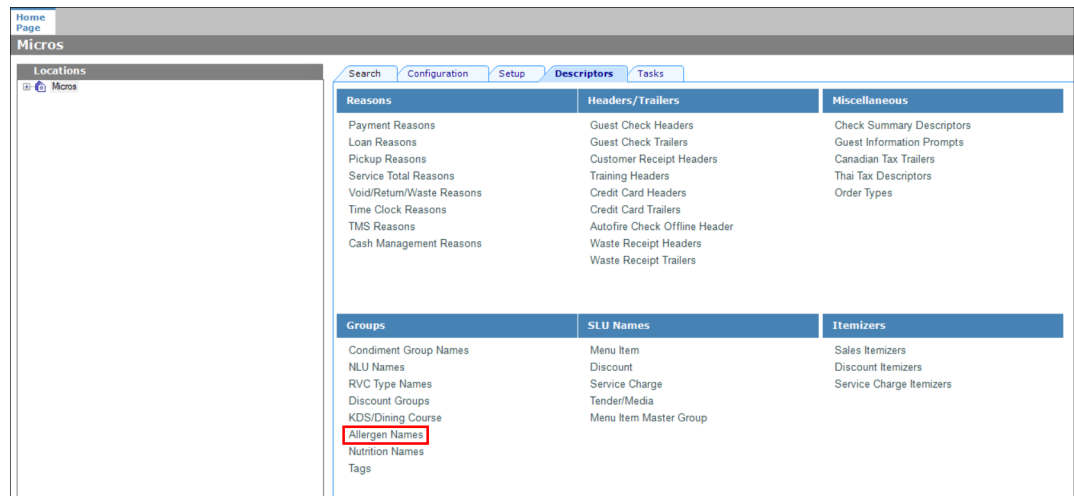 Home
Page
Micros
Locations
Micros
Search
Configuration
Setup
Descriptors
Tasks
Reasons
Payment Reasons
Loan Reasons
Pickup Reasons
Service Total Reasons
Void/Return/Waste Reasons
Time Clock Reasons
TMS Reasons
Cash Management Reasons
Headers/Trailers
Guest Check Headers
Guest Check Trailers
Customer Receipt Headers
Training Headers
Credit Card Headers
Credit Card Trailers
Autofire Check Offline Header
Waste Receipt Headers
Waste Receipt Trailers
Miscellaneous
Check Summary Descriptors
Guest Information Prompts
Canadian Tax Trailers
Thai Tax Descriptors
Order Types
Groups
Condiment Group Names
NLU Names
RVC Type Names
Discount Groups
KDS/Dining Course
Allergen Names
Nutrition Names
Tags
SLU Names
Menu Item
Discount
Service Charge
Tender/Media
Menu Item Master Group
Itemizers
Sales Itemizers
Discount Itemizers
Service Charge Itemizers